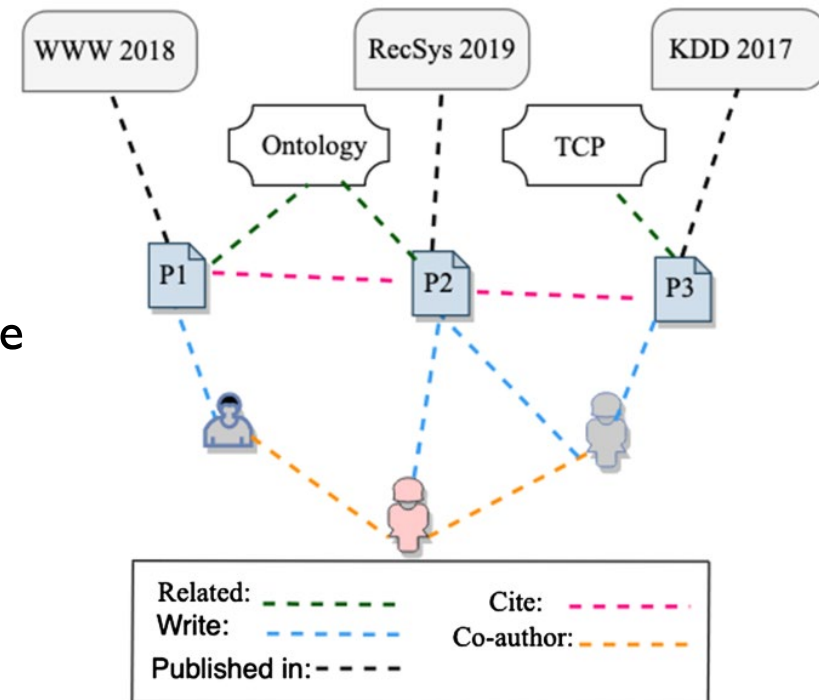 WWW 2018
RecSys 2019
KDD 2017
Ontology
TCP
P1
P2
P3
e
Related:
Cite:
Write:
Co-author:
Published in: